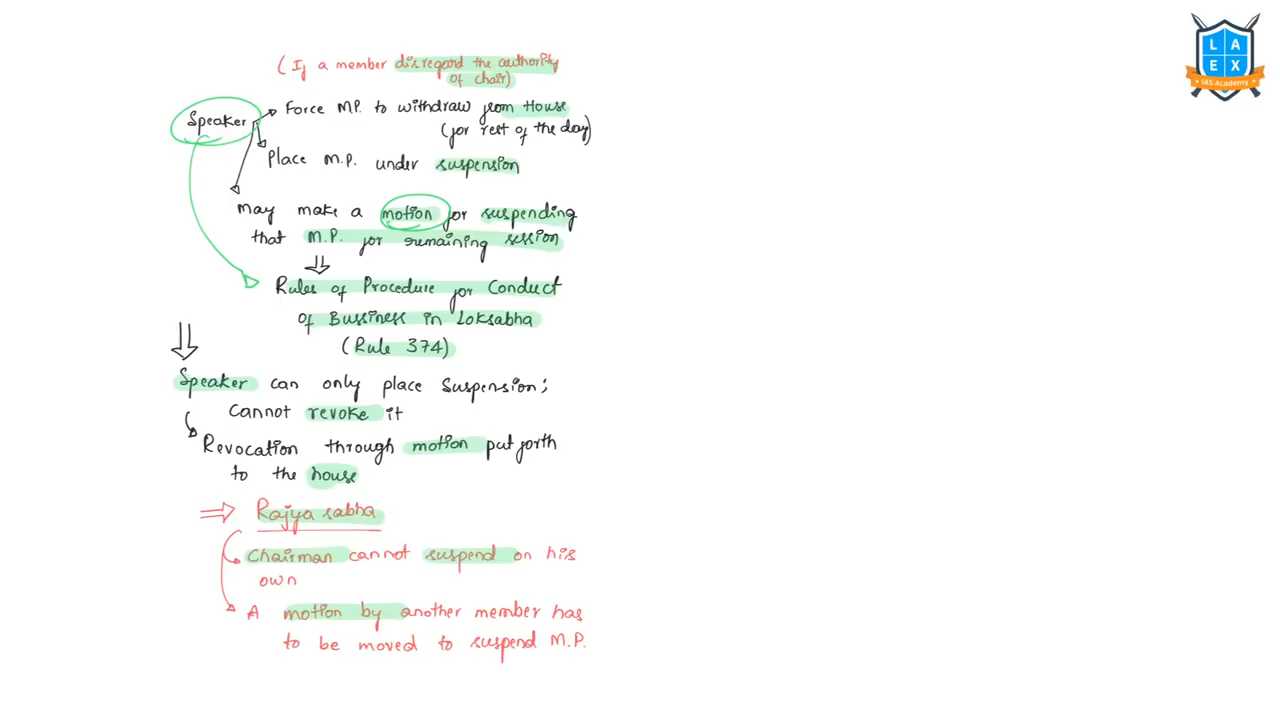 (If a member disregard the authority
of chair)
Speaker
Force M.P. to withdraw from House
(for rest of the day)
Place M.P. under suspension
May make a motion for suspending
that M.P. for remaining session
Rules of Procedure for Conduct
of Bussiness in Loksabha
(Rule 374)
Speaker can only place Suspension;
Cannot revoke it
Revocation through motion put forth
to the house
Rajya sabha
Chairman cannot suspend on his
own
A motion by another member has
to be moved to suspend M.P.
L A
E X
IAS Academy